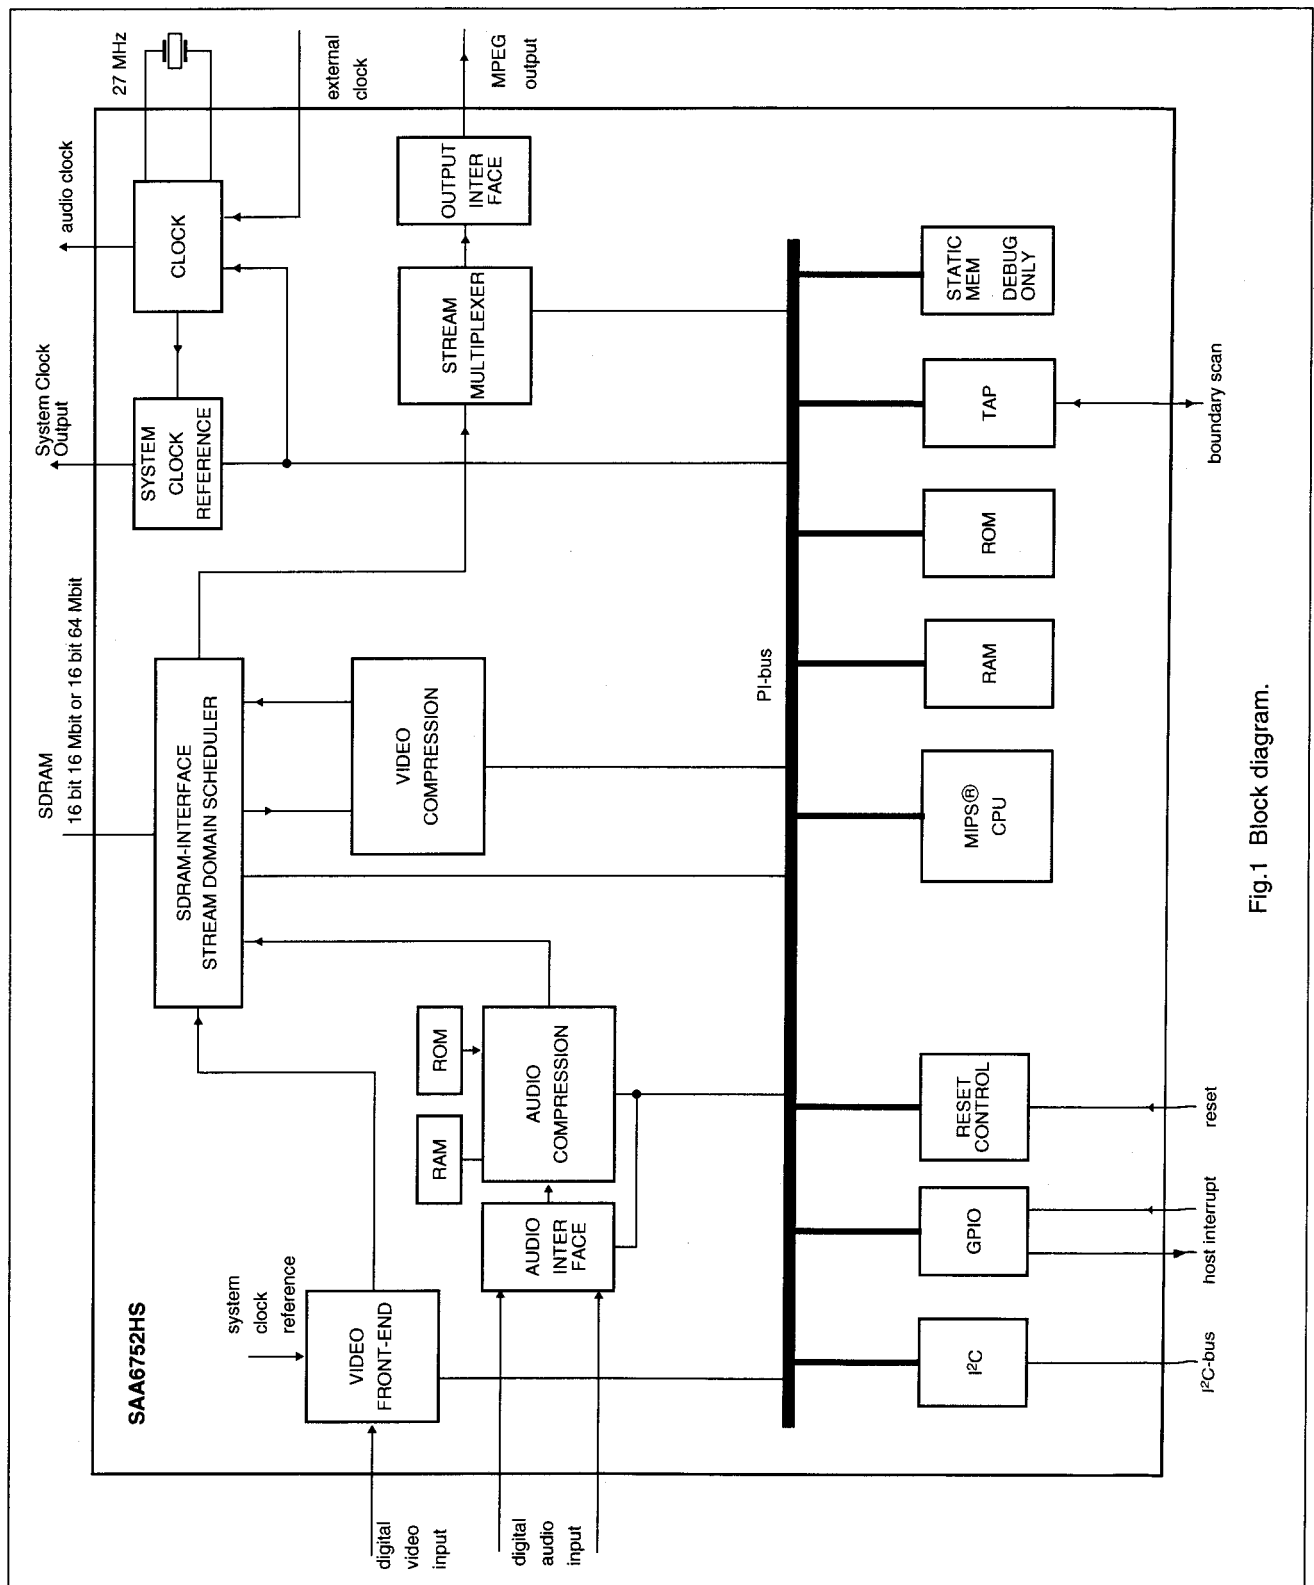 SAA6752HS
SDRAM
16 bit 16 Mbit or 16 bit 64 Mbit
System Clock
Output
audio clock
27 MHz
SDRAM-INTERFACE
STREAM DOMAIN SCHEDULER
SYSTEM
CLOCK
REFERENCE
CLOCK
external
clock
system
clock
reference
VIDEO
FRONT-END
digital
video
input
RAM
ROM
VIDEO
COMPRESSION
STREAM
MULTIPLEXER
OUTPUT
INTER
FACE
MPEG
output
AUDIO
INTER
FACE
AUDIO
COMPRESSION
digital
audio
input
PI-bus
I²C
GPIO
RESET
CONTROL
MIPS®
CPU
RAM
ROM
TAP
STATIC
MEM
DEBUG
ONLY
I²C-bus
host interrupt
reset
boundary scan
Fig.1 Block diagram.